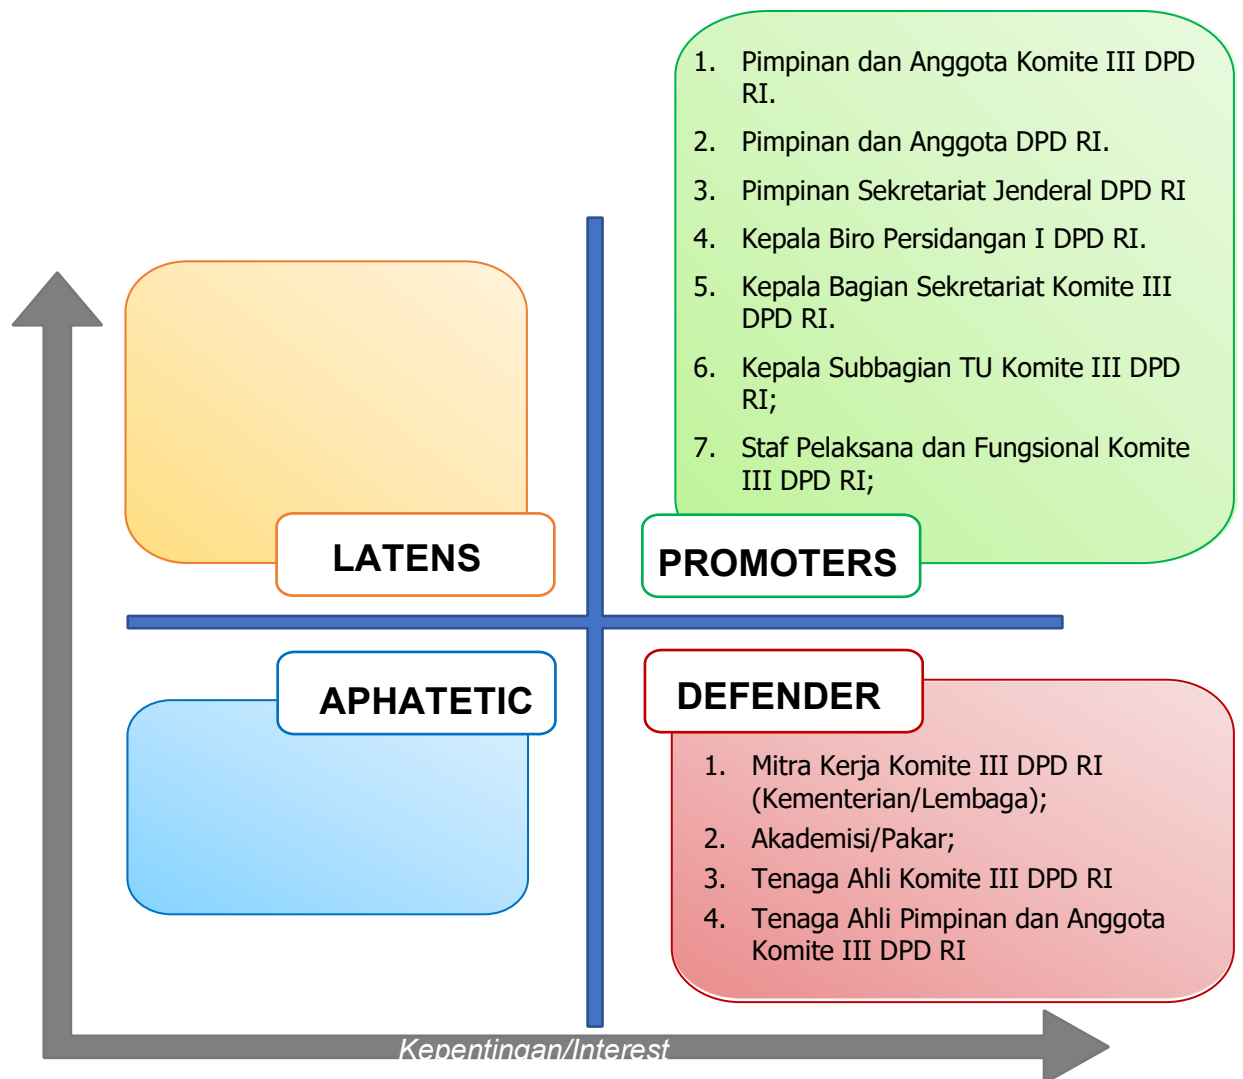 1. Pimpinan dan Anggota Komite III DPD
RI.
2. Pimpinan dan Anggota DPD RI.
3. Pimpinan Sekretariat Jenderal DPD RI
4. Kepala Biro Persidangan I DPD RI.
5. Kepala Bagian Sekretariat Komite III
DPD RI.
6. Kepala Subbagian TU Komite III DPD
RI;
7. Staf Pelaksana dan Fungsional Komite
III DPD RI;
LATENS
PROMOTERS
APHATETIC
DEFENDER
1. Mitra Kerja Komite III DPD RI
(Kementerian/Lembaga);
2. Akademisi/Pakar;
3. Tenaga Ahli Komite III DPD RI
4. Tenaga Ahli Pimpinan dan Anggota
Komite III DPD RI
Kepentingan/Interest